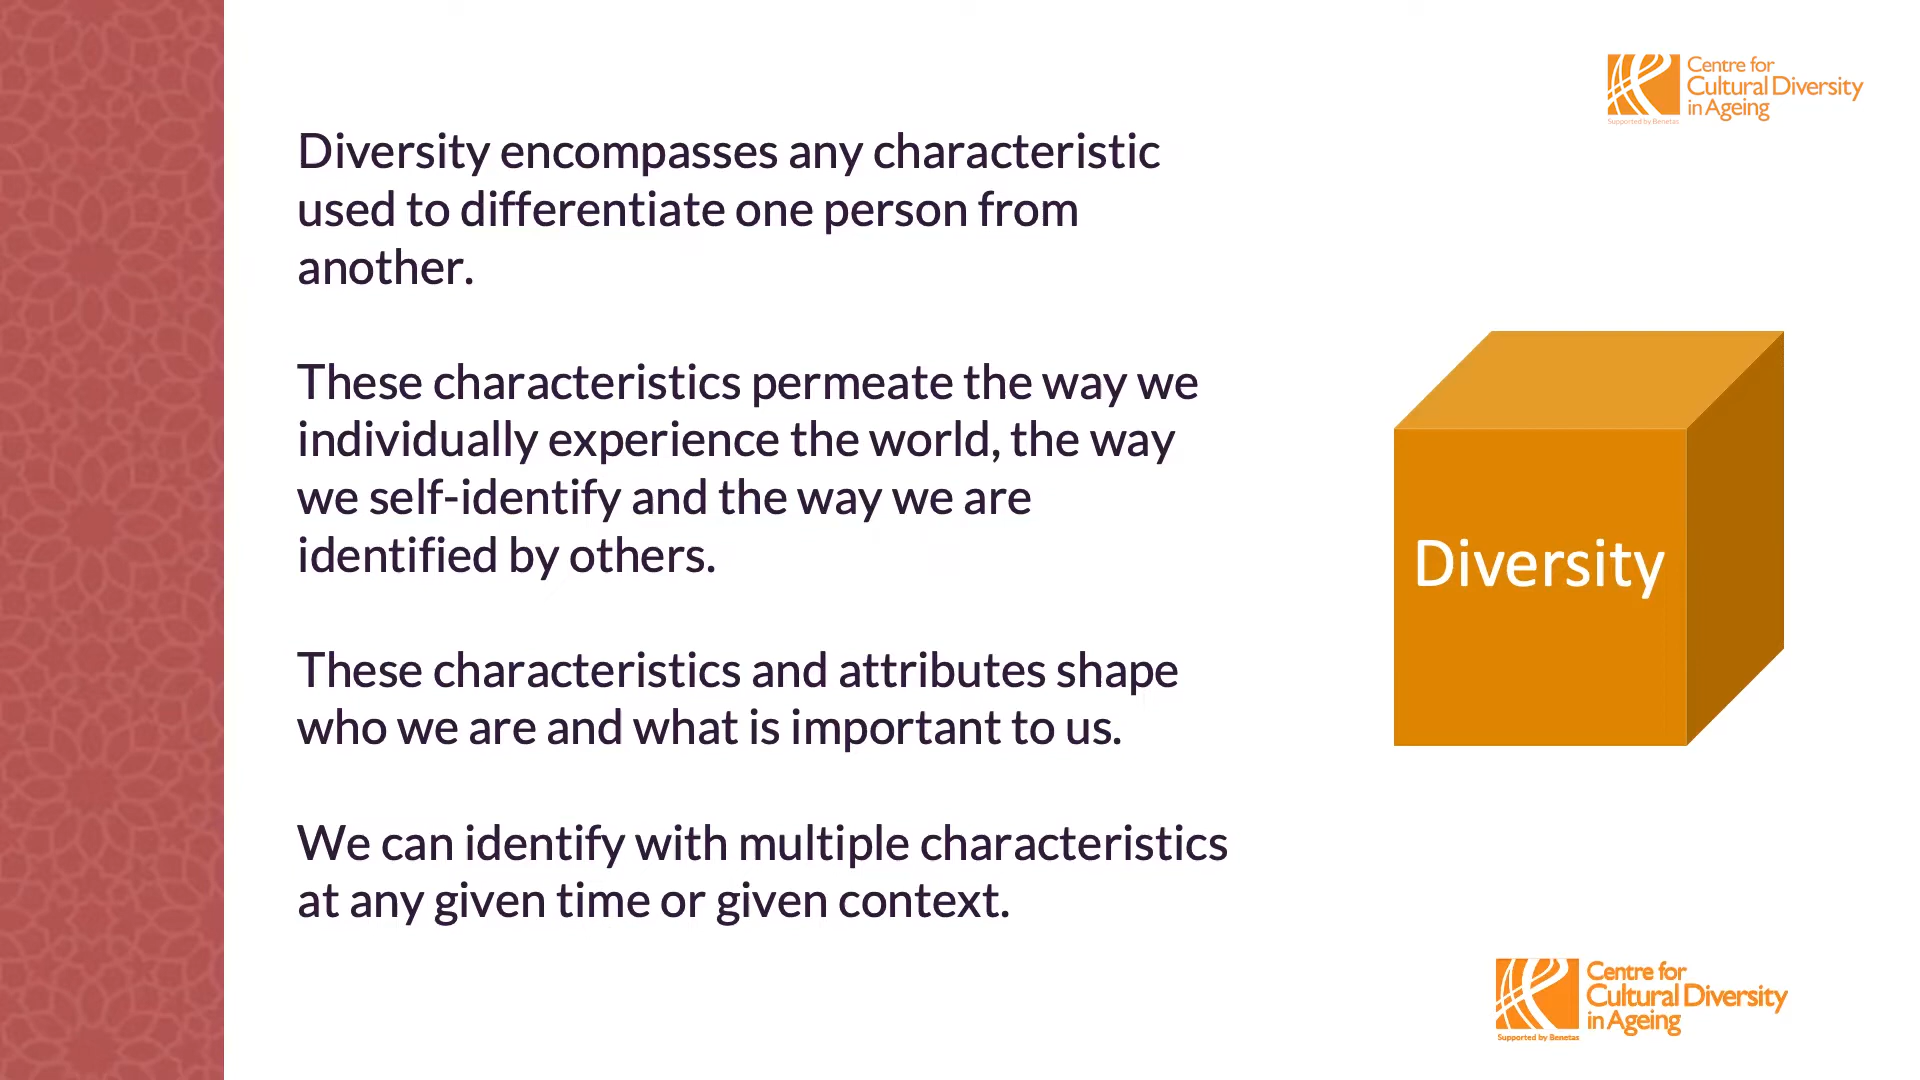 Centre for
Cultural Diversity
in Ageing
Supported by Benetas
Diversity encompasses any characteristic
used to differentiate one person from
another.
These characteristics permeate the way we
individually experience the world, the way
we self-identify and the way we are
identified by others.
These characteristics and attributes shape
who we are and what is important to us.
We can identify with multiple characteristics
at any given time or given context.
Diversity
Centre for
Cultural Diversity
in Ageing
Supported by Benetas